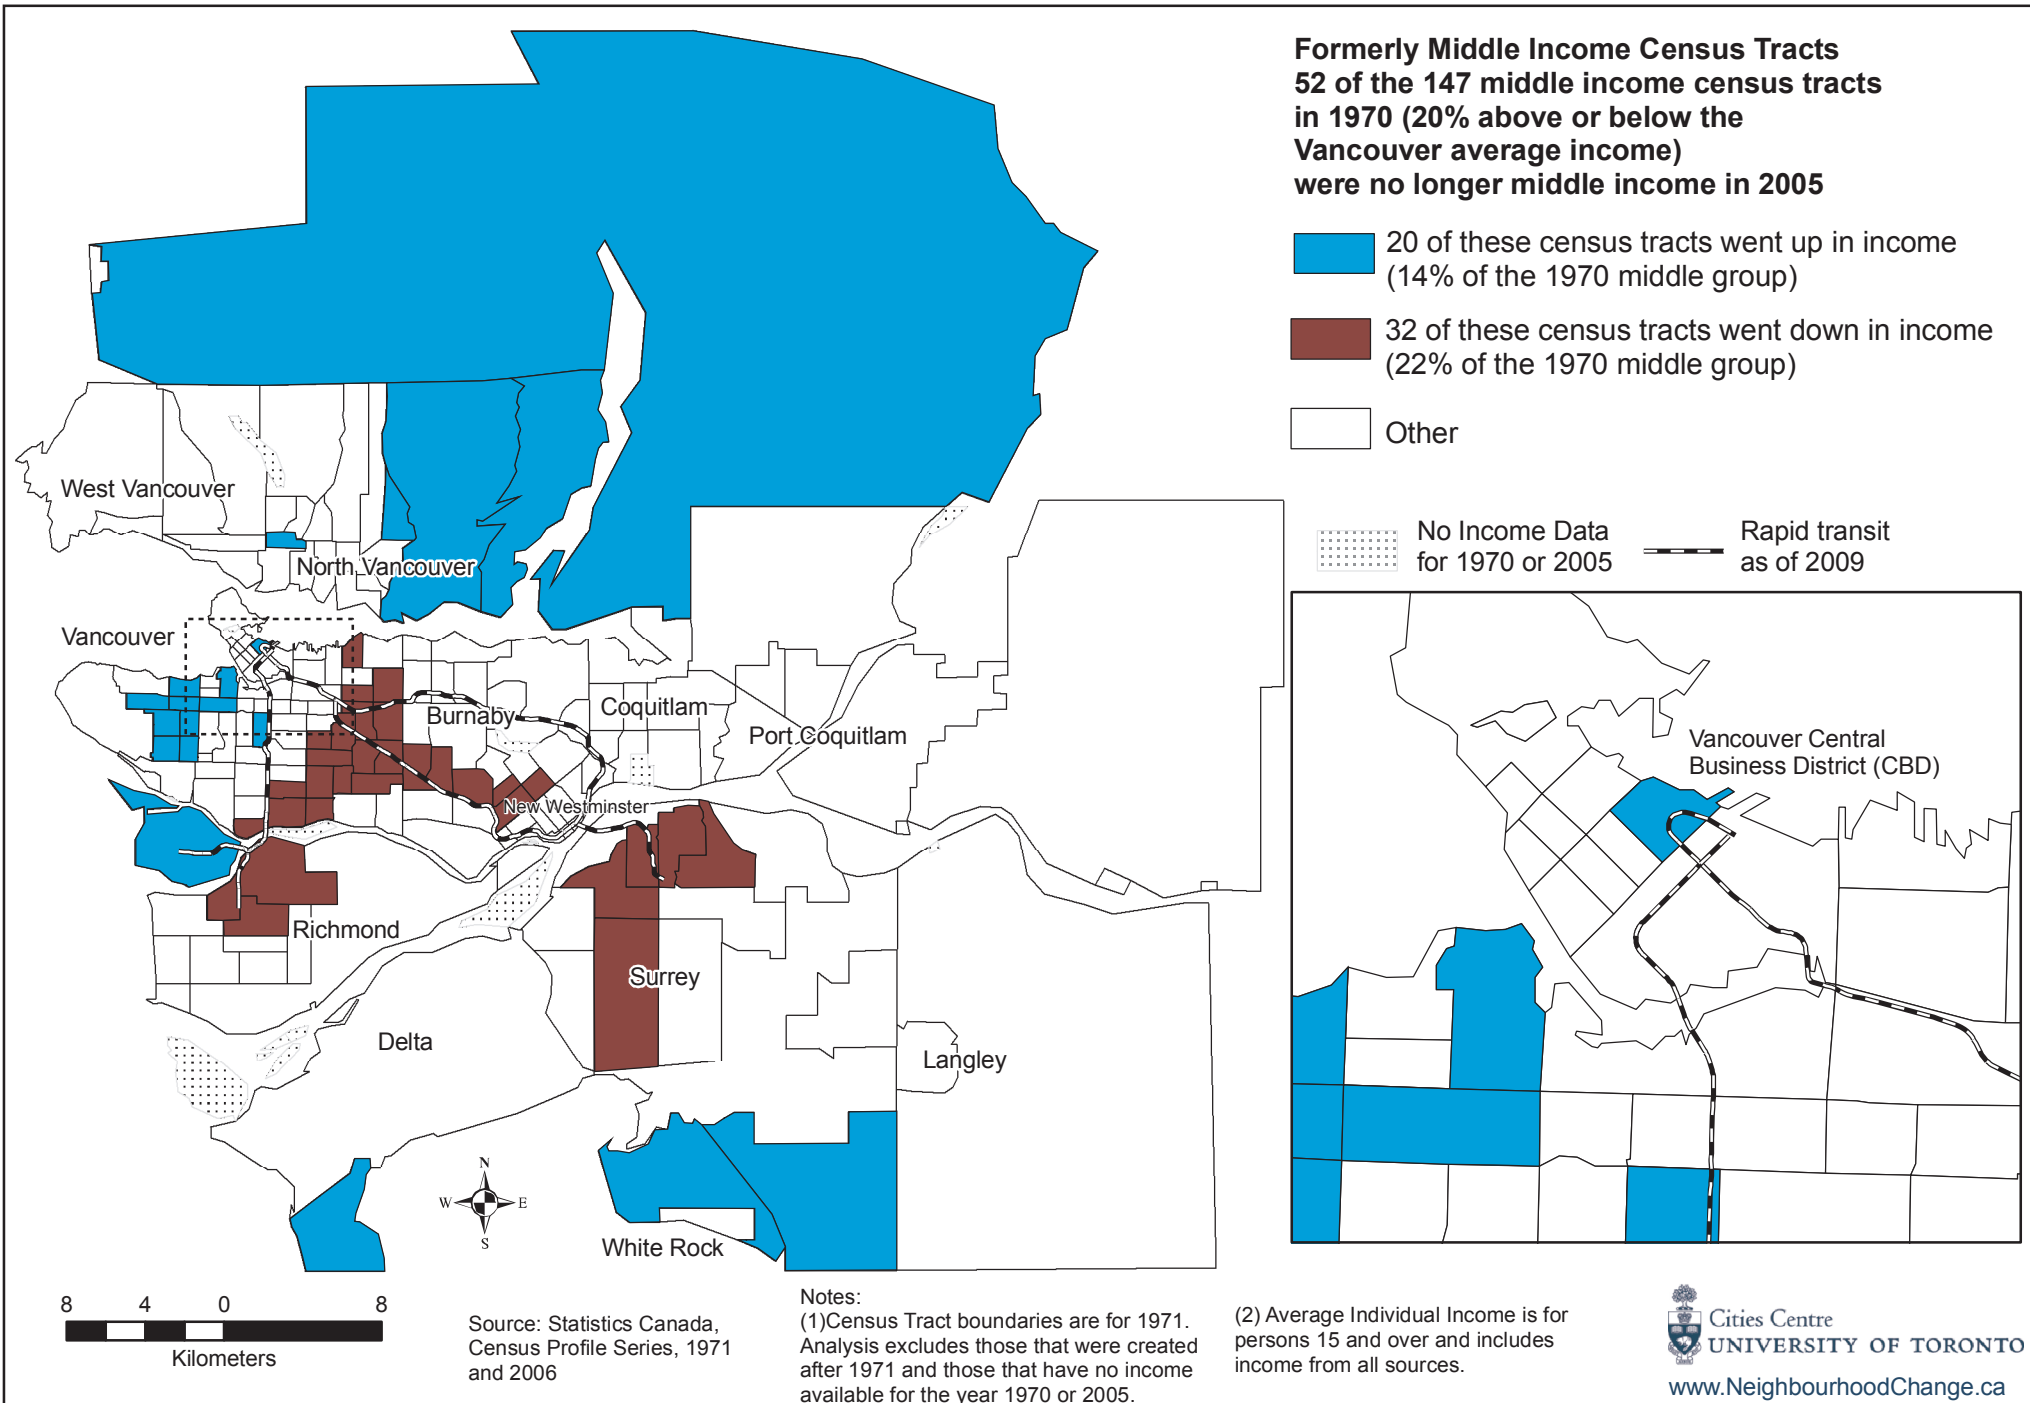 Formerly Middle Income Census Tracts
52 of the 147 middle income census tracts
in 1970 (20% above or below the
Vancouver average income)
were no longer middle income in 2005
20 of these census tracts went up in income
(14% of the 1970 middle group)
32 of these census tracts went down in income
(22% of the 1970 middle group)
Other
No Income Data
for 1970 or 2005
Rapid transit
as of 2009
West Vancouver
North Vancouver
Vancouver
Burnaby
Coquitlam
Port Coquitlam
New Westminster
Richmond
Surrey
Delta
Langley
White Rock
Vancouver Central
Business District (CBD)
N
W
E
S
8 4 0 8
Kilometers
Source: Statistics Canada,
Census Profile Series, 1971
and 2006
Notes:
(1)Census Tract boundaries are for 1971.
Analysis excludes those that were created
after 1971 and those that have no income
available for the year 1970 or 2005.
(2) Average Individual Income is for
persons 15 and over and includes
income from all sources.
Cities Centre
UNIVERSITY OF TORONTO
www.NeighbourhoodChange.ca